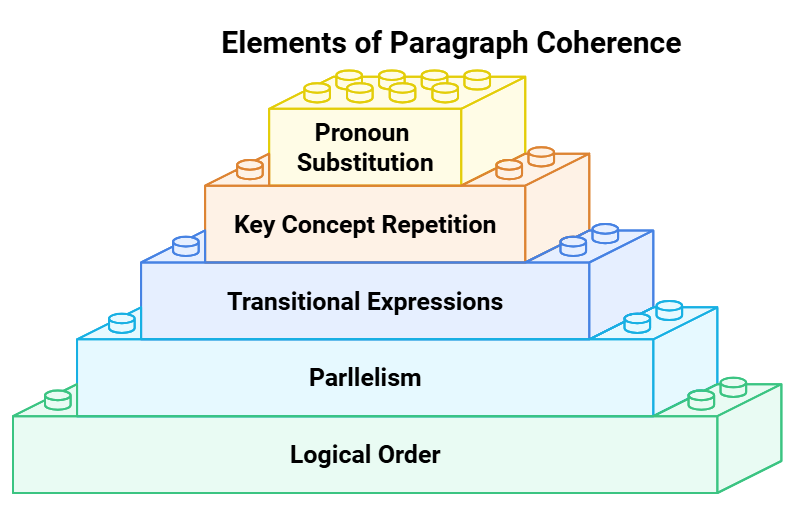 Elements of Paragraph Coherence
Pronoun
Substitution
Key Concept Repetition
Transitional Expressions
Parllelism
Logical Order